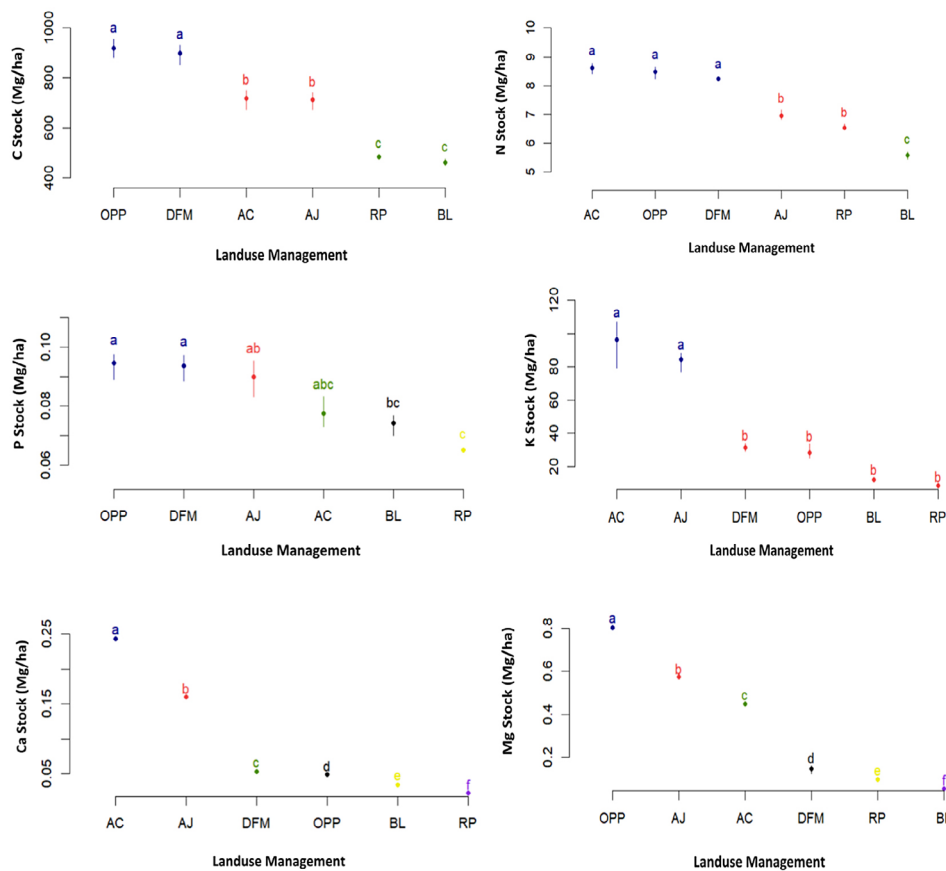 C Stock (Mg/ha)
1000
800
600
400
a
a
b
b
c
c
OPP DFM AC AJ RP BL
Landuse Management
N Stock (Mg/ha)
10
9
8
7
6
5
a
a
a
b
b
c
AC OPP DFM AJ RP BL
Landuse Management
P Stock (Mg/ha)
0.10
0.08
0.06
a
a
ab
abc
bc
c
OPP DFM AJ AC BL RP
Landuse Management
K Stock (Mg/ha)
120
80
60
40
20
a
a
b
b
b
b
AC AJ DFM OPP BL RP
Landuse Management
Ca Stock (Mg/ha)
0.25
0.15
0.05
a
b
c
d
e
f
AC AJ DFM OPP BL RP
Landuse Management
Mg Stock (Mg/ha)
0.8
0.6
0.4
0.2
a
b
c
d
e
f
OPP AJ AC DFM RP BL
Landuse Management